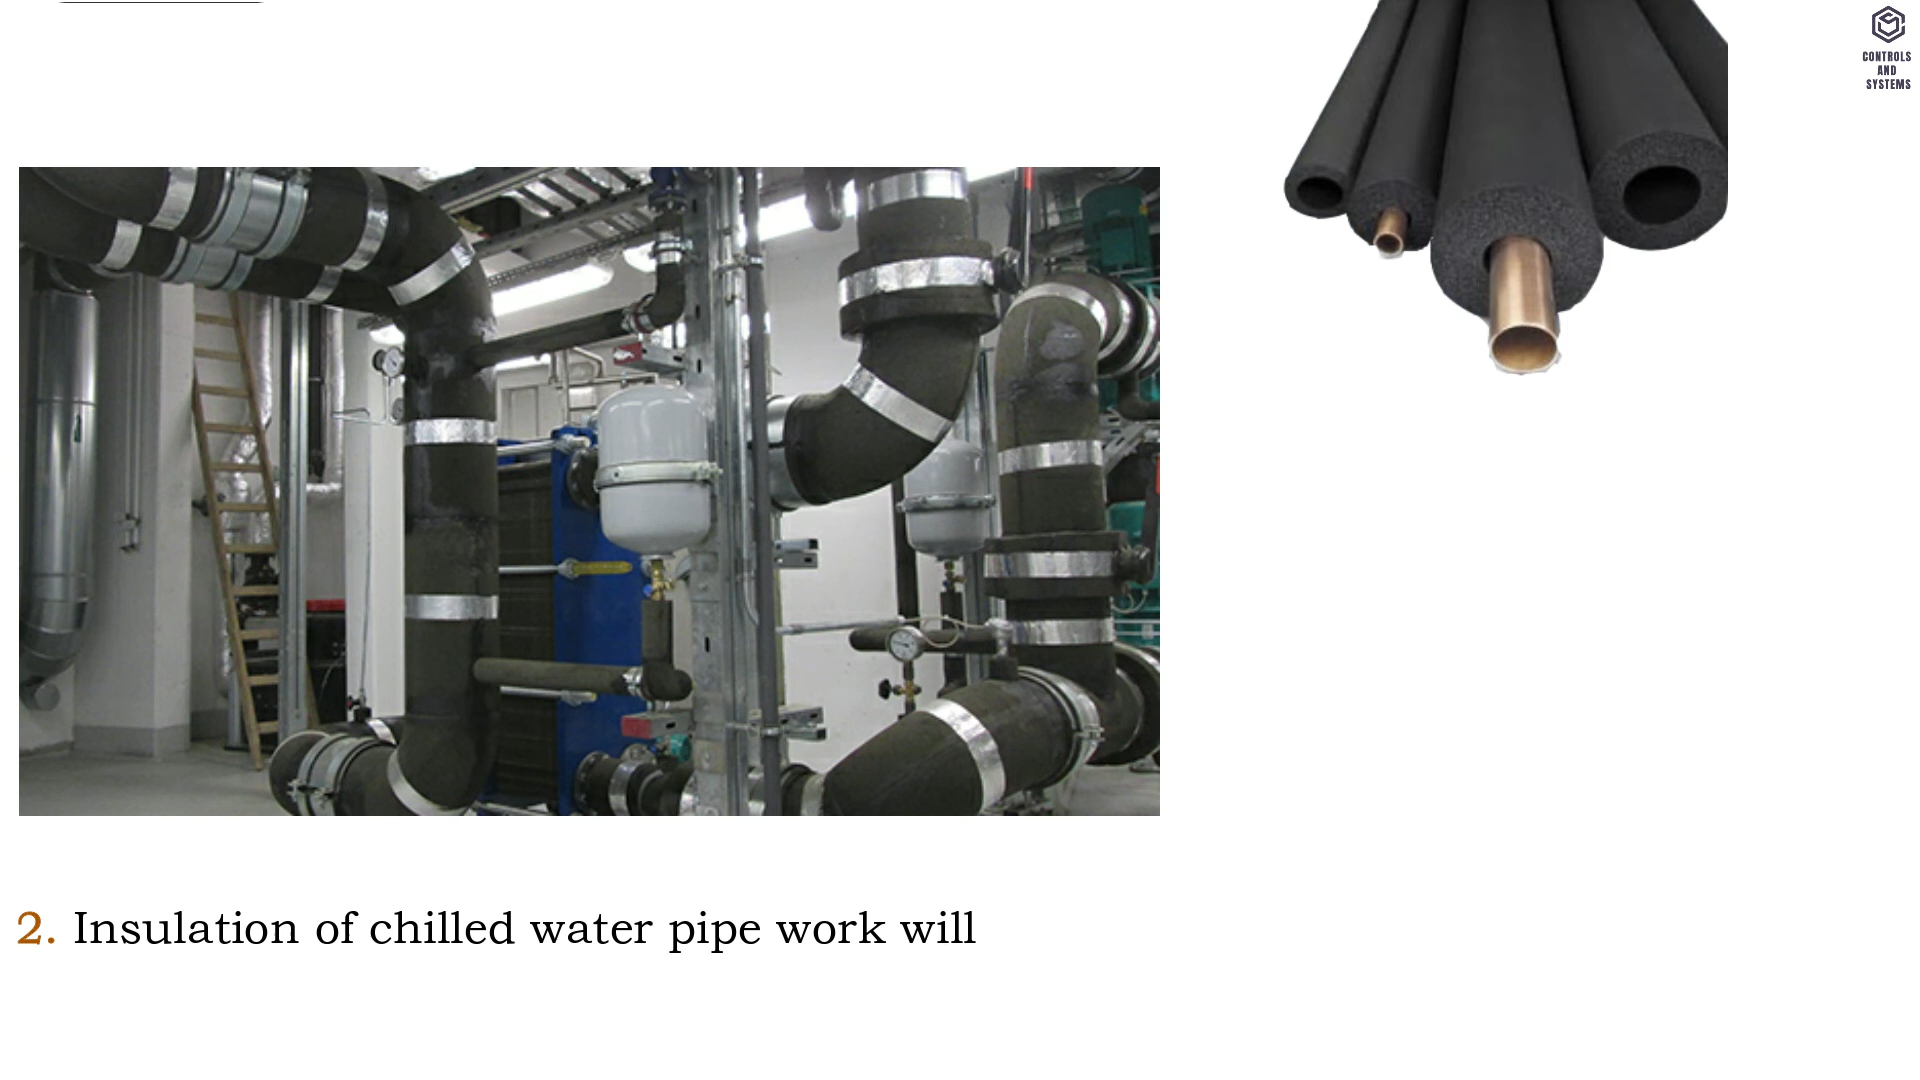 CONTROLS
AND
SYSTEMS
2. Insulation of chilled water pipe work will